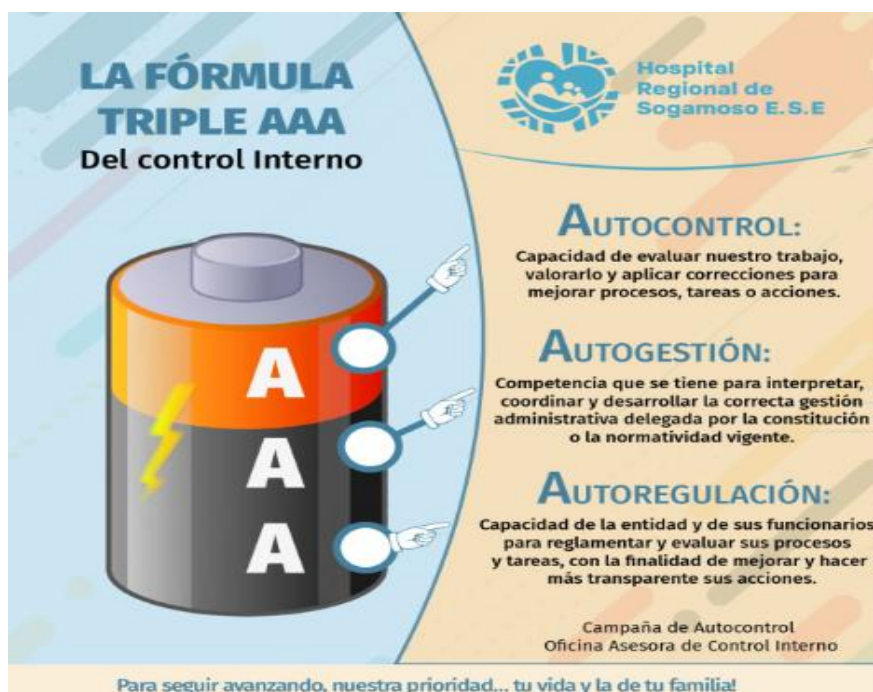 LA FÓRMULA
TRIPLE AAA
Del control Interno
Hospital
Regional de
Sogamoso E.S.E
A
A
A
AUTOCONTROL:
Capacidad de evaluar nuestro trabajo,
valorarlo y aplicar correcciones para
mejorar procesos, tareas o acciones.
AUTOGESTIÓN:
Competencia que se tiene para interpretar,
coordinar y desarrollar la correcta gestión
administrativa delegada por la constitución
o la normatividad vigente.
AUTOREGULACIÓN:
Capacidad de la entidad y de sus funcionarios
para reglamentar y evaluar sus procesos
y tareas, con la finalidad de mejorar y hacer
más transparente sus acciones.
Campaña de Autocontrol
Oficina Asesora de Control Interno
Para seguir avanzando, nuestra prioridad... tu vida y la de tu familia!